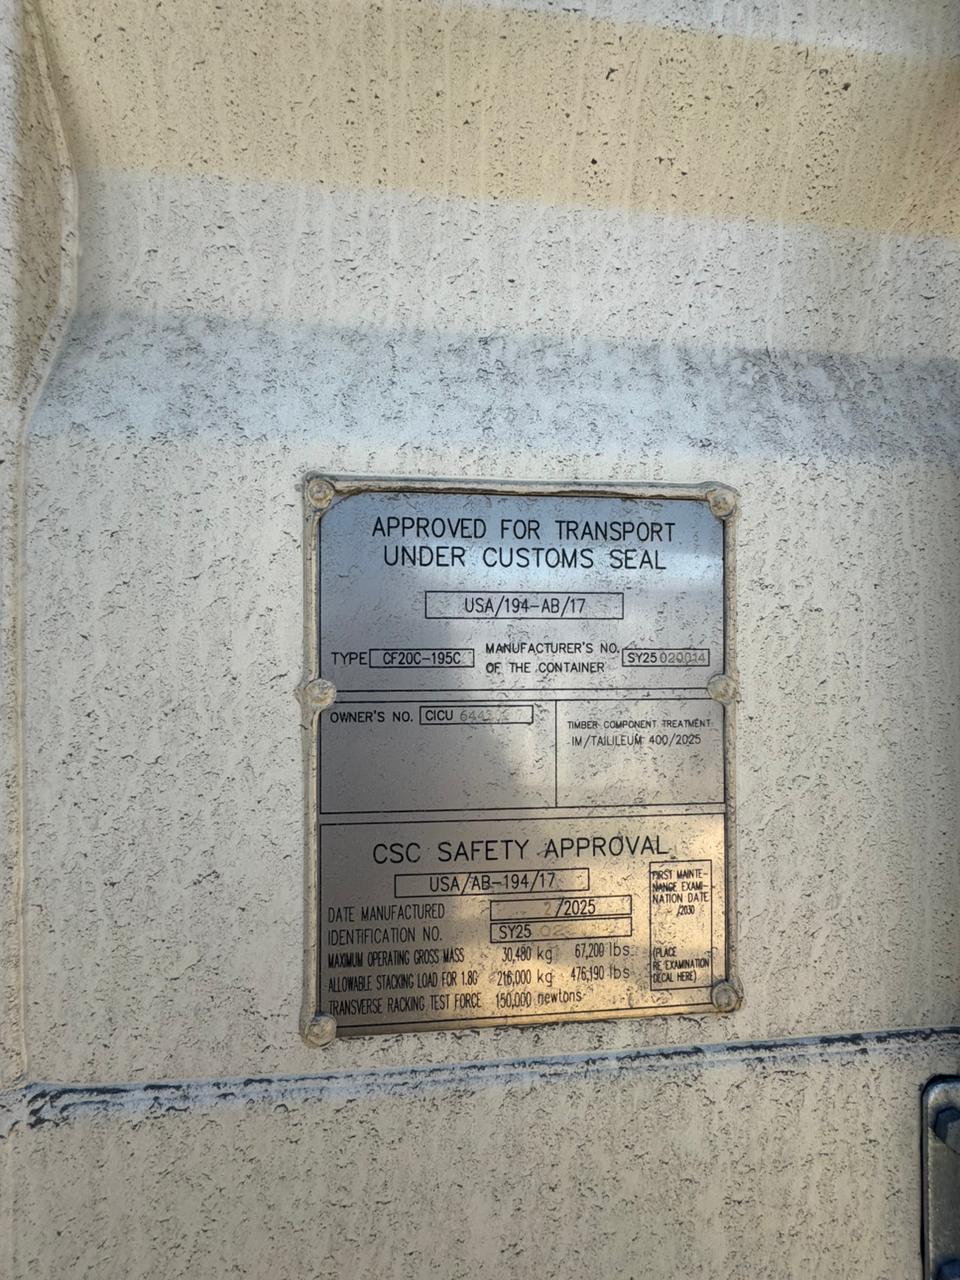 APPROVED FOR TRANSPORT
UNDER CUSTOMS SEAL
USA/194-AB/17
TYPE CF20C-195C MANUFACTURER'S NO. OF THE CONTAINER SY25020014
OWNER'S NO. CICU
TIMBER COMPONENT TREATMENT
IM/TAILILEUM 400/2025
CSC SAFETY APPROVAL
USA/AB-194/17
DATE MANUFACTURED 2/2025
IDENTIFICATION NO. SY25
MAXIMUM OPERATING GROSS MASS 30,480 kg 67,200 lbs
ALLOWABLE STACKING LOAD FOR 1.8G 216,000 kg 476,190 lbs
TRANSVERSE RACKING TEST FORCE 150,000 newtons
FIRST MAINTE-
NANCE EXAMI-
NATION DATE
/2030
(PLACE
RE EXAMINATION
DECAL HERE)